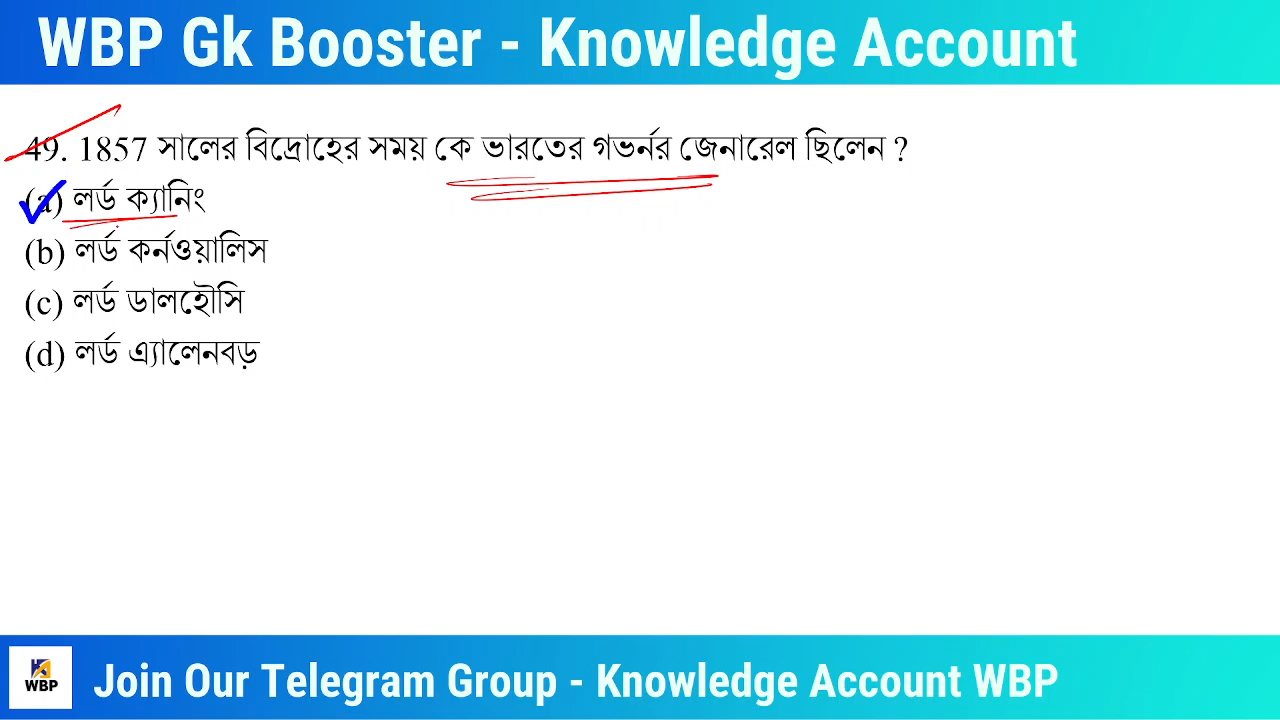 WBP Gk Booster - Knowledge Account
49. 1857 সালের বিদ্রোহের সময় কে ভারতের গভর্নর জেনারেল ছিলেন ?
(a) লর্ড ক্যানিং
(b) লর্ড কর্নওয়ালিস
(c) লর্ড ডালহৌসি
(d) লর্ড এ্যালেনবড়
WBP
Join Our Telegram Group - Knowledge Account WBP